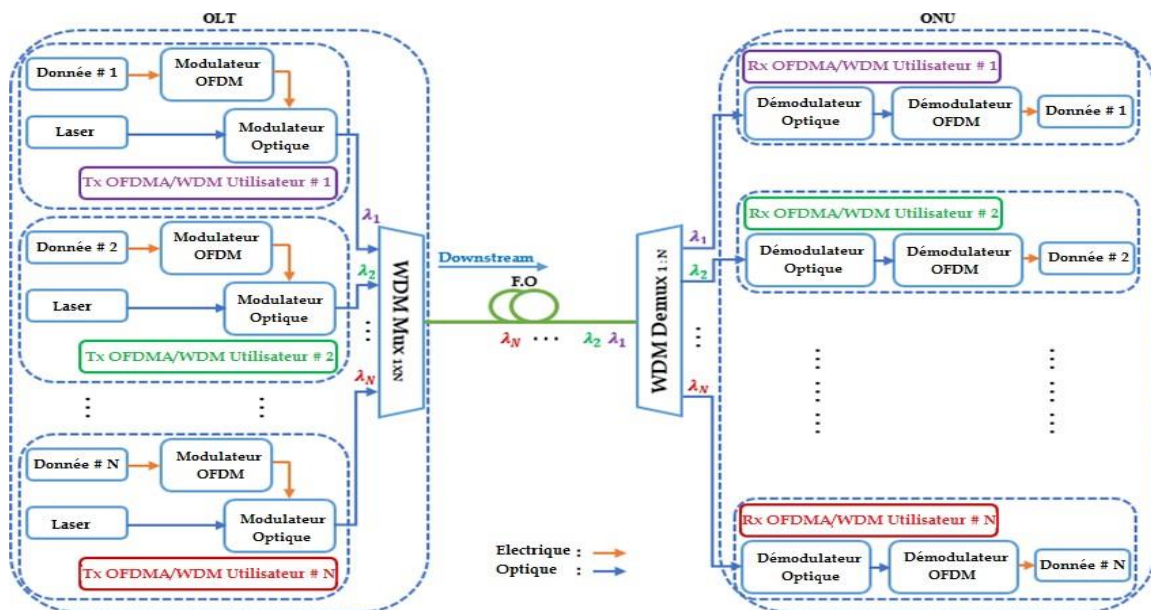 OLT
ONU
Donnée # 1
Modulateur
OFDM
Laser
Modulateur
Optique
Tx OFDMA/WDM Utilisateur # 1
Donnée # 2
Modulateur
OFDM
Laser
Modulateur
Optique
Tx OFDMA/WDM Utilisateur # 2
Donnée # N
Modulateur
OFDM
Laser
Modulateur
Optique
Tx OFDMA/WDM Utilisateur # N
λ1
λ2
λN
WDM Mux 1XN
Downstream
F.O
λN ... λ2 λ1
WDM Demux 1:N
λ1
λ2
λN
Rx OFDMA/WDM Utilisateur # 1
Démodulateur
Optique
Démodulateur
OFDM
Donnée # 1
Rx OFDMA/WDM Utilisateur # 2
Démodulateur
Optique
Démodulateur
OFDM
Donnée # 2
Rx OFDMA/WDM Utilisateur # N
Démodulateur
Optique
Démodulateur
OFDM
Donnée # N
Electrique :
Optique :